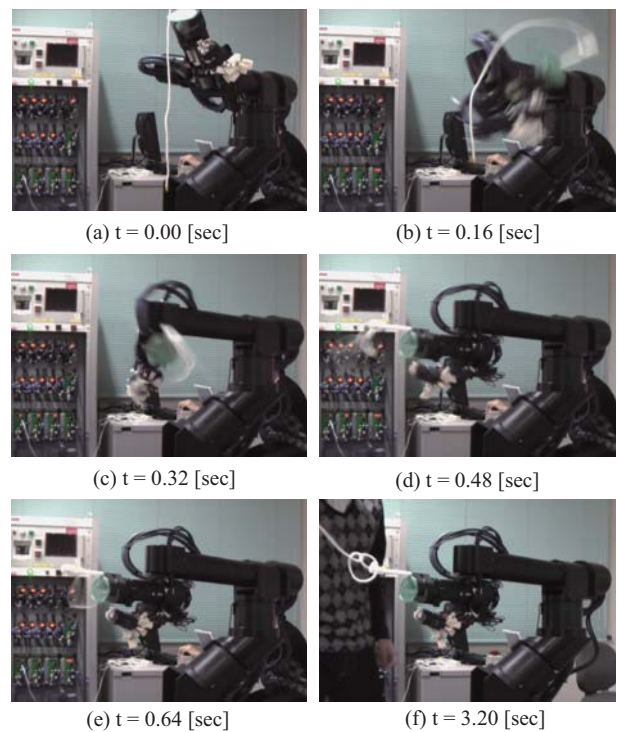 (a) t = 0.00 [sec]
(b) t = 0.16 [sec]
(c) t = 0.32 [sec]
(d) t = 0.48 [sec]
(e) t = 0.64 [sec]
(f) t = 3.20 [sec]